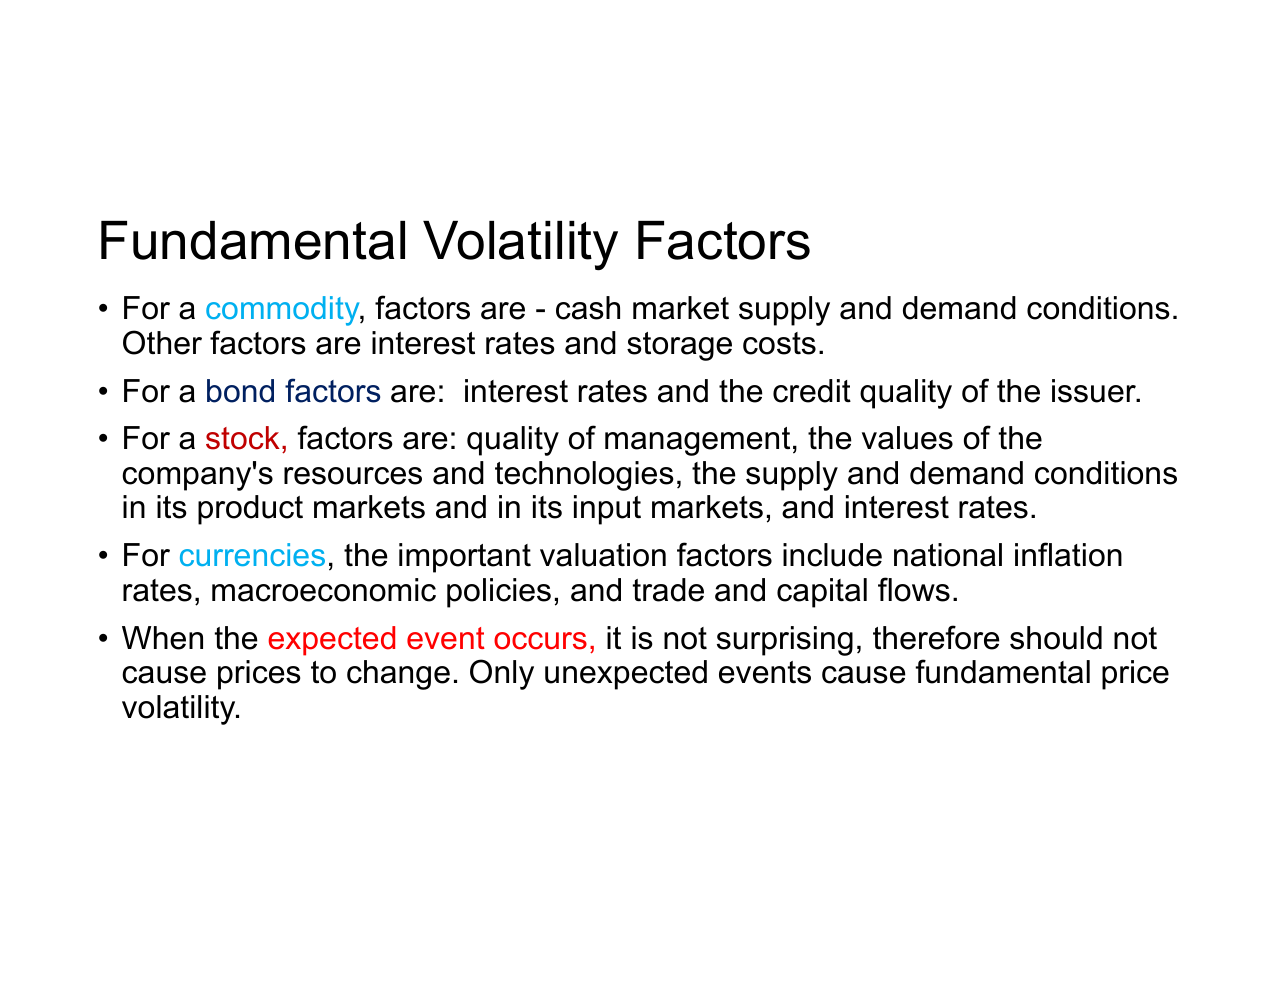 Fundamental Volatility Factors
• For a commodity, factors are - cash market supply and demand conditions.
Other factors are interest rates and storage costs.
• For a bond factors are:  interest rates and the credit quality of the issuer.
• For a stock, factors are: quality of management, the values of the
company's resources and technologies, the supply and demand conditions
in its product markets and in its input markets, and interest rates.
• For currencies, the important valuation factors include national inflation
rates, macroeconomic policies, and trade and capital flows.
• When the expected event occurs, it is not surprising, therefore should not
cause prices to change. Only unexpected events cause fundamental price
volatility.